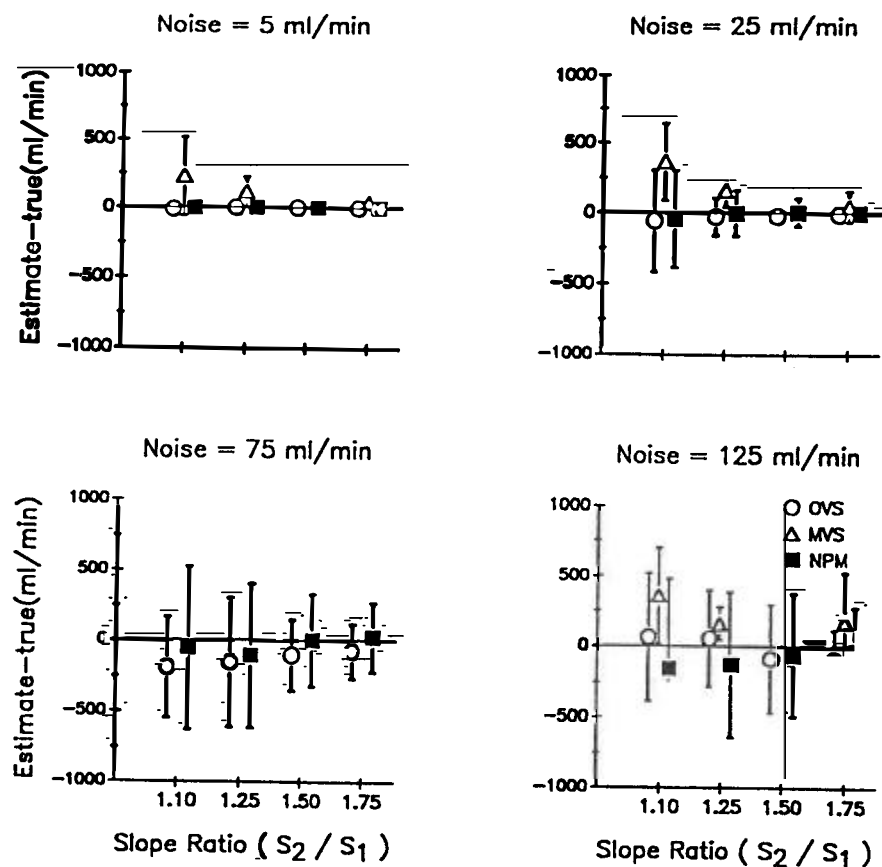 Noise = 5 ml/min
Estimate-true(ml/min)
1000
500
0
-500
-1000
Noise = 25 ml/min
1000
500
0
-500
-1000
Noise = 75 ml/min
Estimate-true(ml/min)
1000
500
0
-500
-1000
1.10 1.25 1.50 1.75
Slope Ratio ( S₂ / S₁ )
Noise = 125 ml/min
1000
500
0
-500
-1000
OVS
MVS
NPM
1.10 1.25 1.50 1.75
Slope Ratio ( S₂ / S₁ )